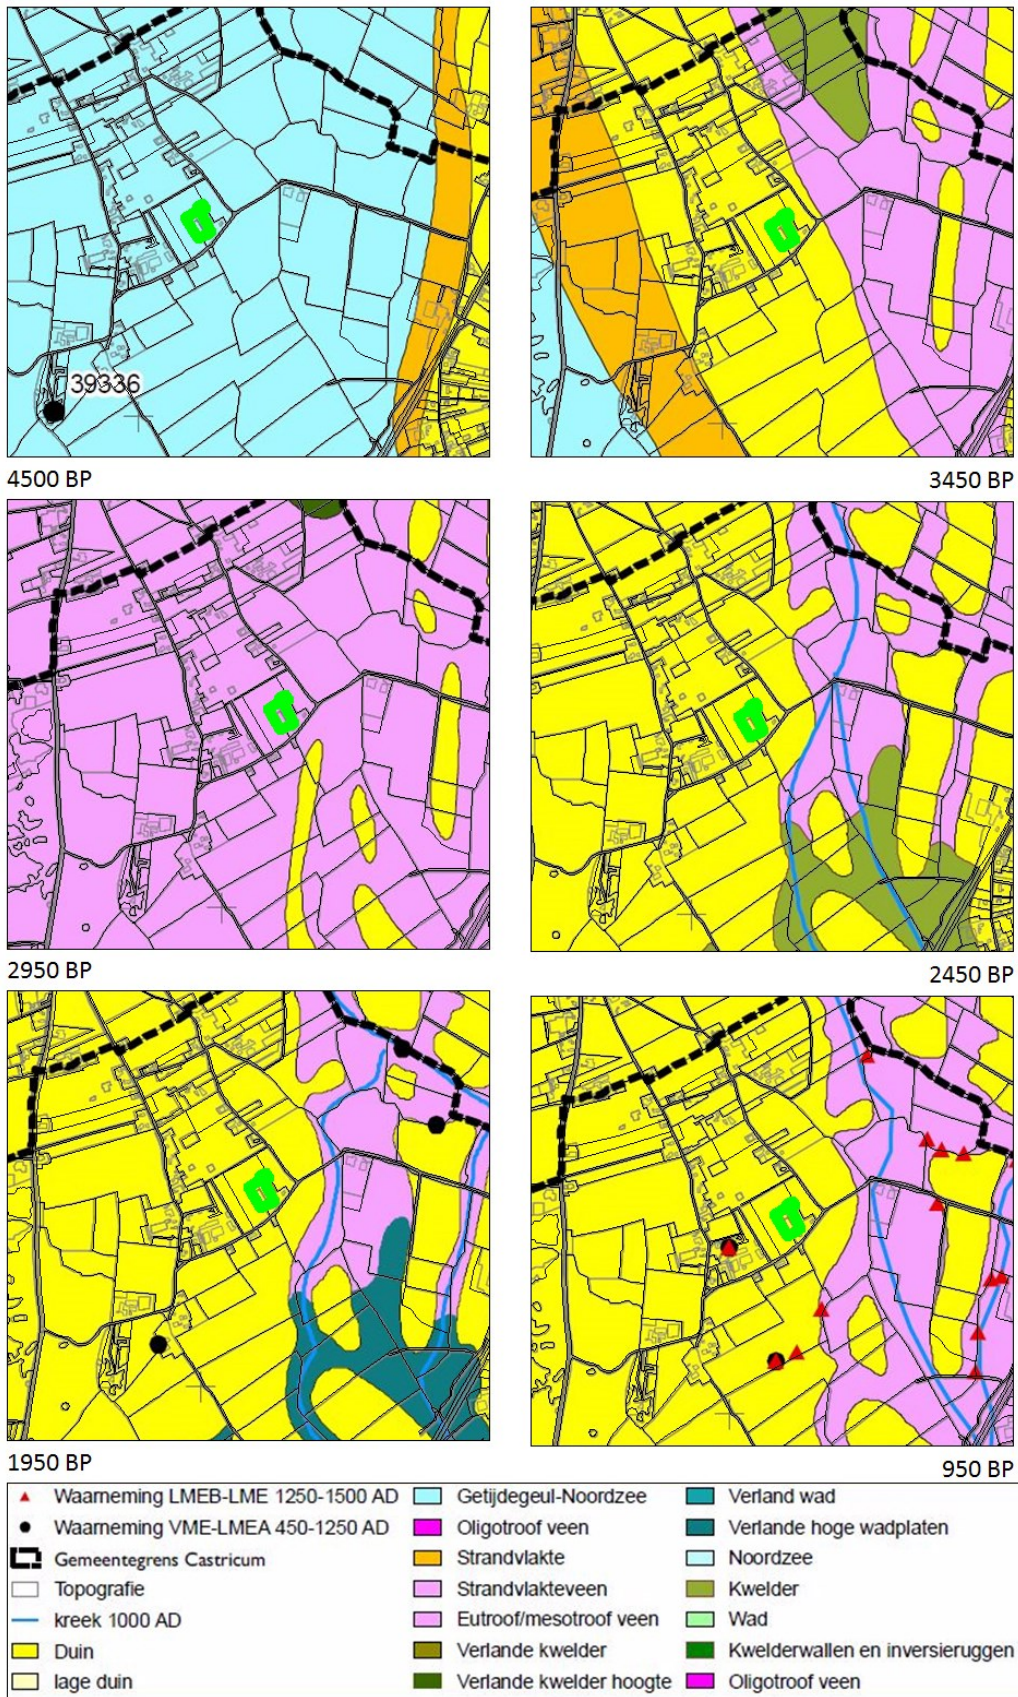 39336
4500 BP
3450 BP
2950 BP
2450 BP
1950 BP
950 BP
Waarneming LMEB-LME 1250-1500 AD
Waarneming VME-LMEA 450-1250 AD
Gemeentegrens Castricum
Topografie
kreek 1000 AD
Duin
lage duin
Getijdegeul-Noordzee
Oligotroof veen
Strandvlakte
Strandvlakteveen
Eutroof/mesotroof veen
Verlande kwelder
Verlande kwelder hoogte
Verland wad
Verlande hoge wadplaten
Noordzee
Kwelder
Wad
Kwelderwallen en inversieruggen
Oligotroof veen